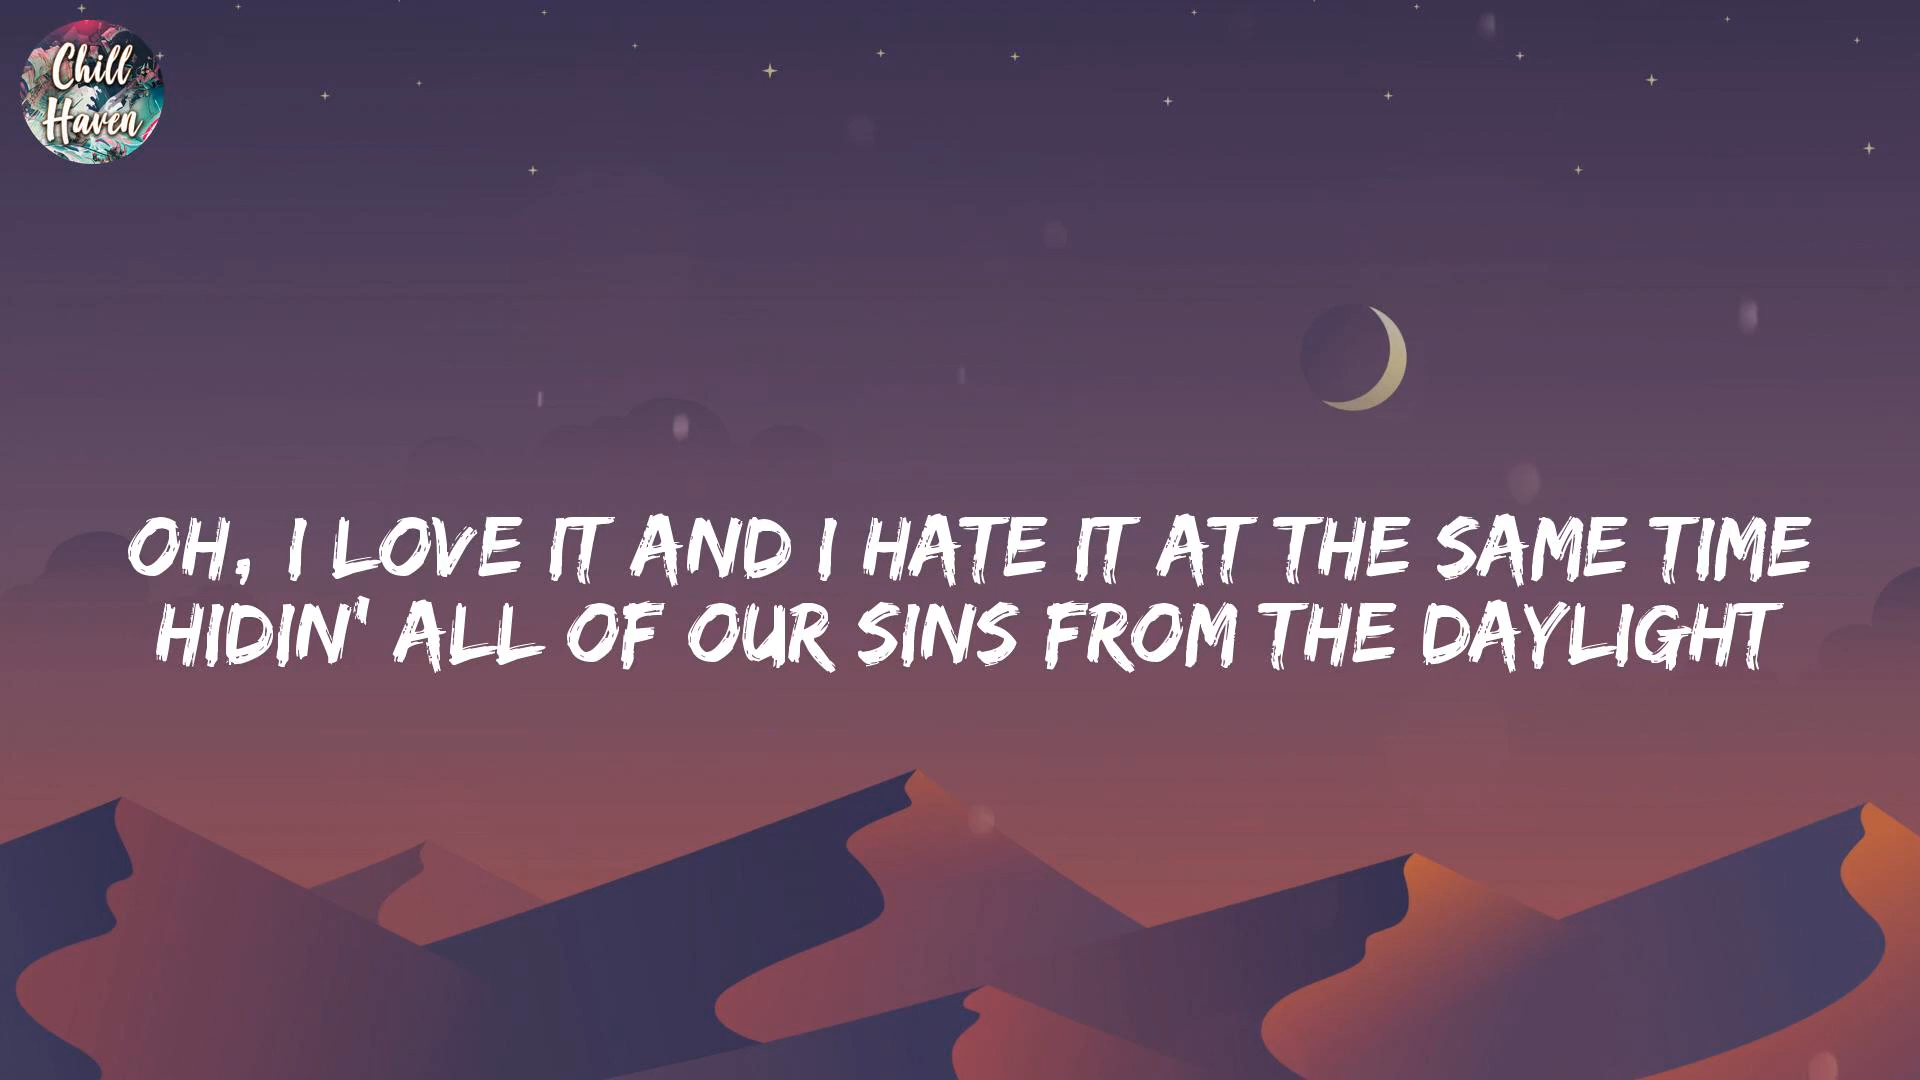 Chill
Haven
OH, I LOVE IT AND I HATE IT AT THE SAME TIME
HIDIN' ALL OF OUR SINS FROM THE DAYLIGHT